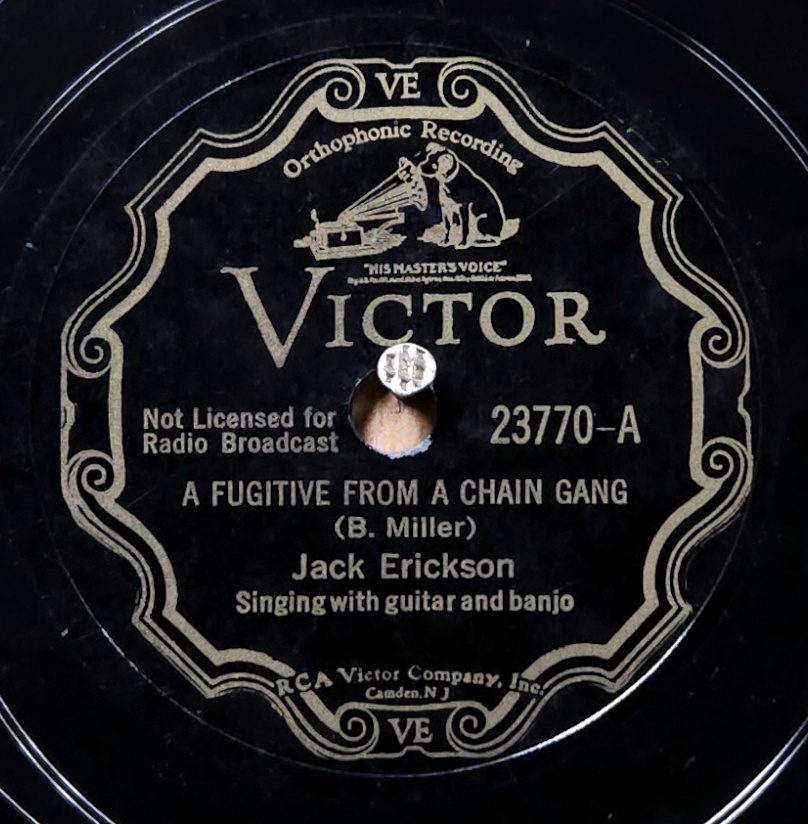 VE
Orthophonic Recording
"HIS MASTER'S VOICE"
VICTOR
Not Licensed for
Radio Broadcast
23770-A
A FUGITIVE FROM A CHAIN GANG
(B. Miller)
Jack Erickson
Singing with guitar and banjo
RCA Victor Company, Inc.
Camden, N J
VE